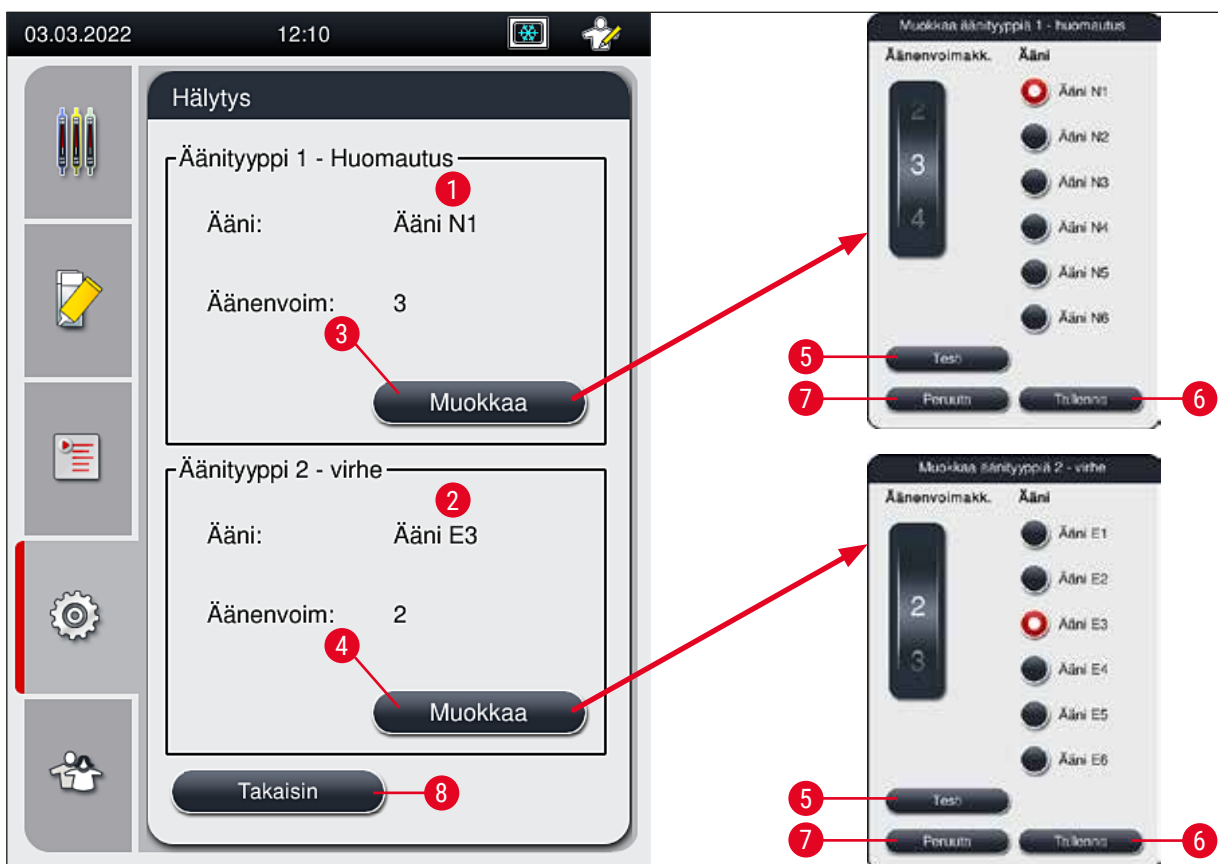 03.03.2022 12:10
Hälytys
Äänityyppi 1 - Huomautus
1
Ääni: Ääni N1
Äänenvoim: 3
3
Muokkaa
Äänityyppi 2 - virhe
2
Ääni: Ääni E3
Äänenvoim: 2
4
Muokkaa
Takaisin
8
Muokkaa äänityyppiä 1 - huomautus
Äänenvoimakk. Ääni
2
3
4
Ääni N1
Ääni N2
Ääni N3
Ääni N4
Ääni N5
Ääni N6
5
Testi
7
Peruuta
Tallenna
6
Muokkaa äänityyppiä 2 - virhe
Äänenvoimakk. Ääni
2
3
Ääni E1
Ääni E2
Ääni E3
Ääni E4
Ääni E5
Ääni E6
5
Testi
7
Peruuta
Tallenna
6